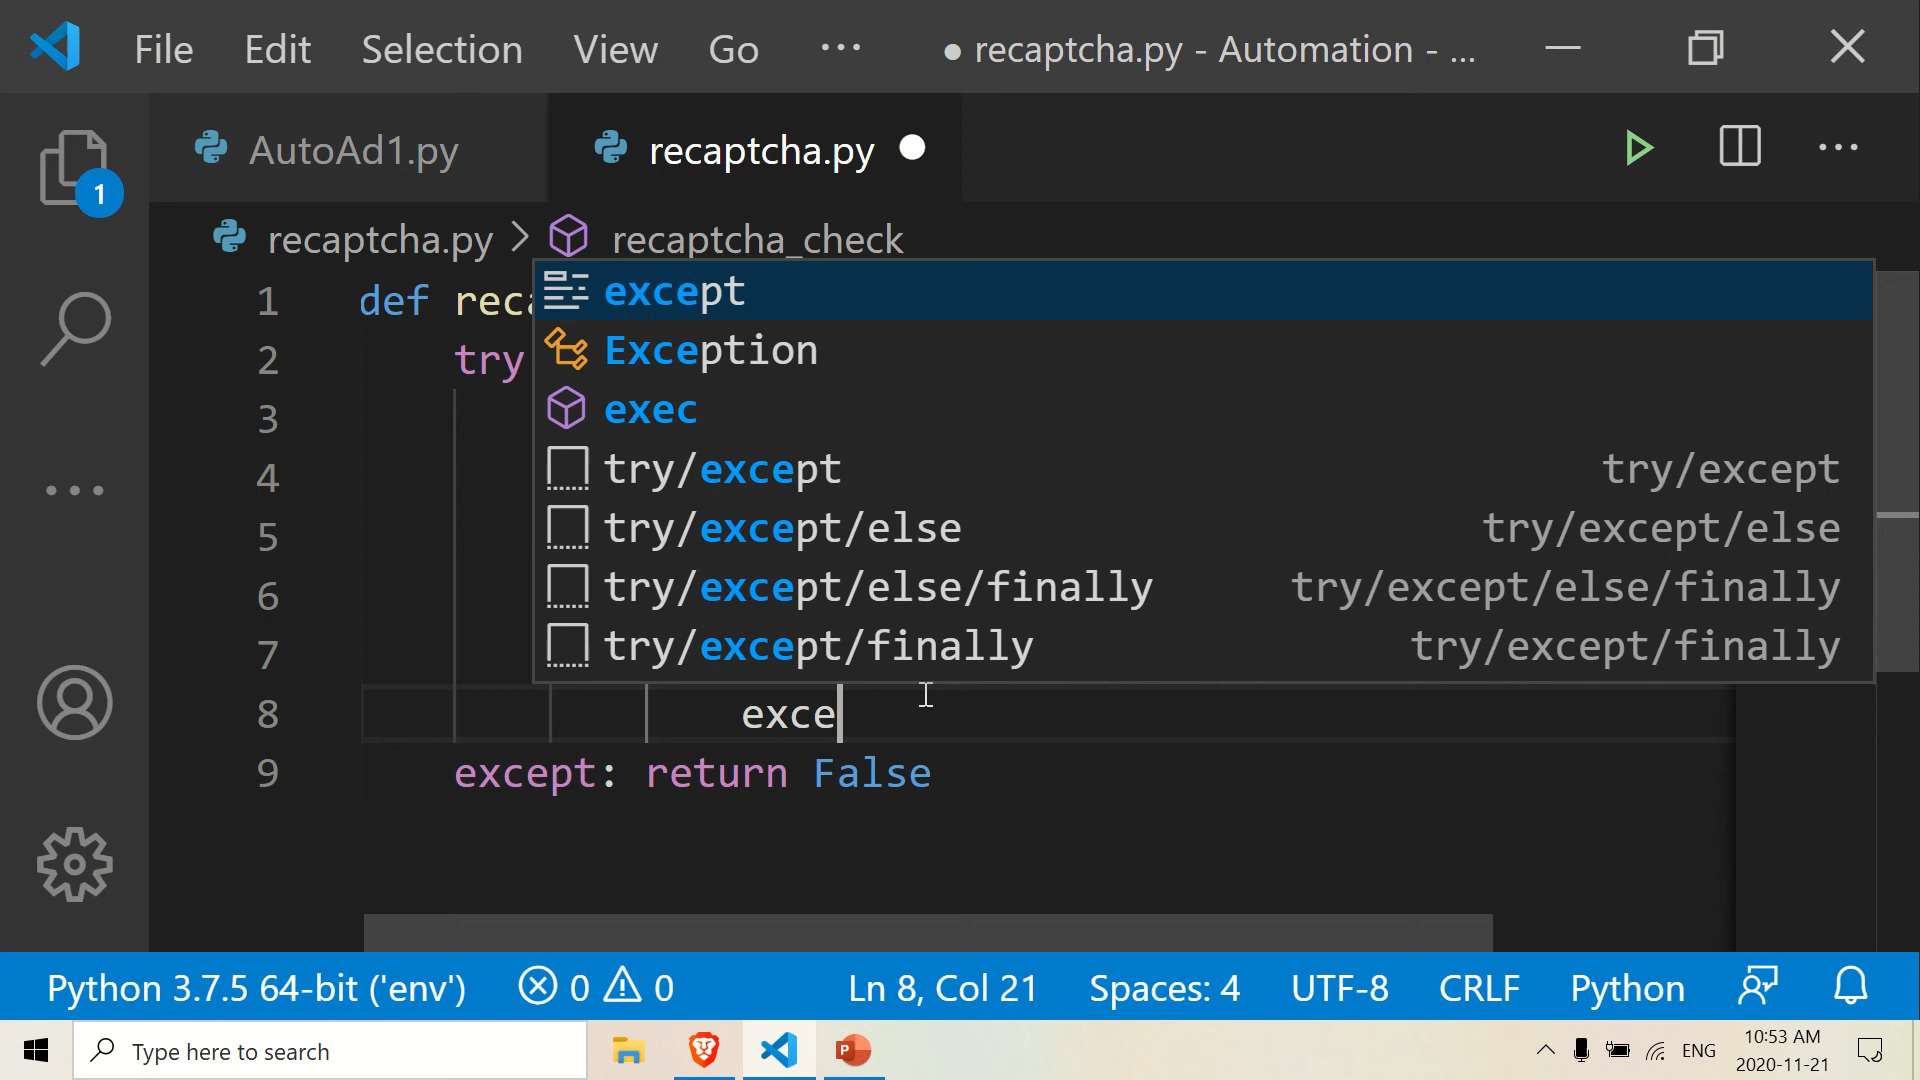 File Edit Selection View Go ··· ● recaptcha.py - Automation - ...
AutoAd1.py recaptcha.py
1
recaptcha.py > recaptcha_check
1 def reca
2 try
3
4
5
6
7
8 exce
9 except: return False
except
Exception
exec
try/except try/except
try/except/else try/except/else
try/except/else/finally try/except/else/finally
try/except/finally try/except/finally
Python 3.7.5 64-bit ('env') 0 0 Ln 8, Col 21 Spaces: 4 UTF-8 CRLF Python
Type here to search ENG 10:53 AM
2020-11-21